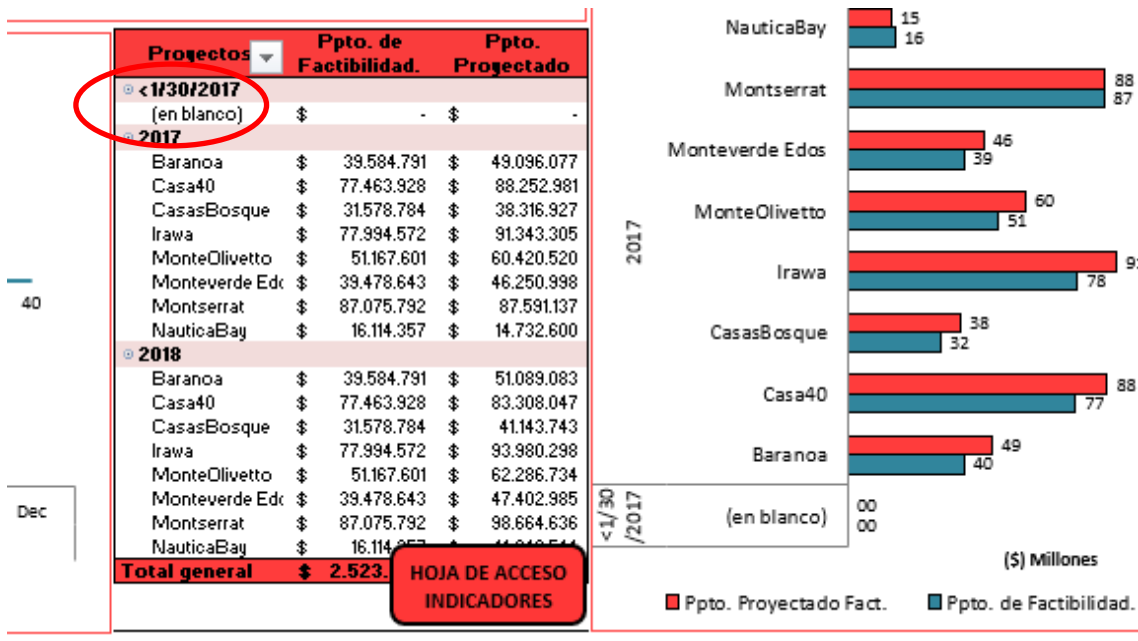 40
Dec
Proyectos Ppto. de Factibilidad. Ppto. Proyectado
<1/30/2017
(en blanco) $ - $ -
2017
Baranoa $ 39.584.791 $ 49.096.077
Casa40 $ 77.463.928 $ 88.252.981
CasasBosque $ 31.578.784 $ 38.316.927
Irawa $ 77.994.572 $ 91.343.305
MonteOlivetto $ 51.167.601 $ 60.420.520
Monteverde Edc $ 39.478.643 $ 46.250.998
Montserrat $ 87.075.792 $ 87.591.137
NauticaBay $ 16.114.357 $ 14.732.600
2018
Baranoa $ 39.584.791 $ 51.089.083
Casa40 $ 77.463.928 $ 83.308.047
CasasBosque $ 31.578.784 $ 41.143.743
Irawa $ 77.994.572 $ 93.980.298
MonteOlivetto $ 51.167.601 $ 62.286.734
Monteverde Edc $ 39.478.643 $ 47.402.985
Montserrat $ 87.075.792 $ 98.664.636
NauticaBay $ 16.114
Total general $ 2.523.
HOJA DE ACCESO
INDICADORES
NauticaBay 15
16
Montserrat 88
87
Monteverde Edos 46
39
MonteOlivetto 60
51
2017
Irawa 91
78
CasasBosque 38
32
Casa40 88
77
Baranoa 49
40
<1/30
/2017
(en blanco) 00
00
($) Millones
Ppto. Proyectado Fact. Ppto. de Factibilidad.